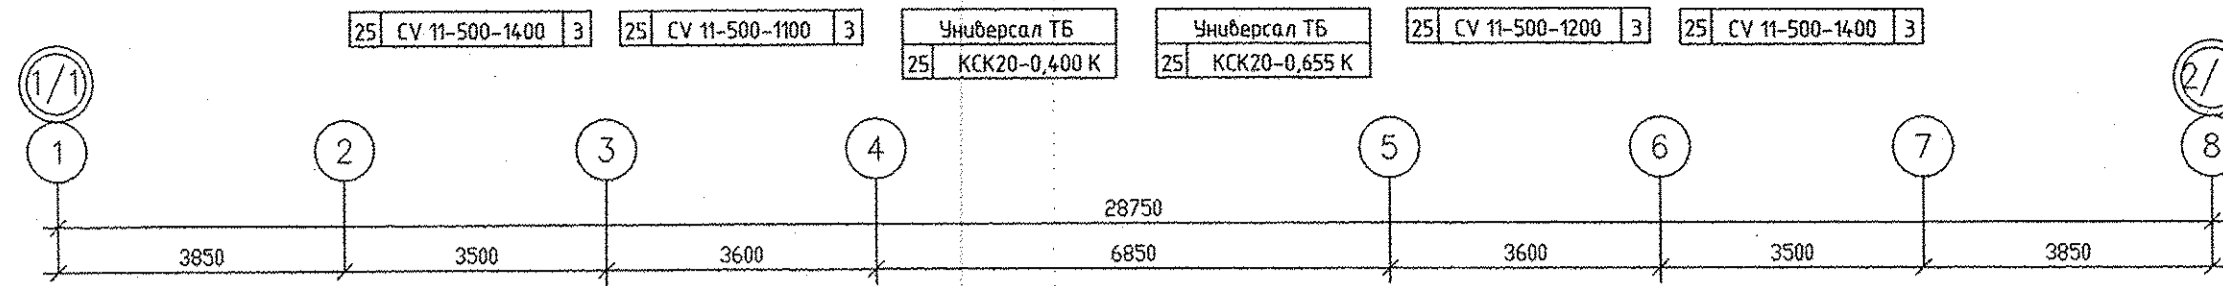 25 CV 11-500-1400 3
25 CV 11-500-1100 3
Универсал ТБ
25 КСК20-0,400 К
Универсал ТБ
25 КСК20-0,655 К
25 CV 11-500-1200 3
25 CV 11-500-1400 3
1/1
2/
1 2 3 4 5 6 7 8
28750
3850 3500 3600 6850 3600 3500 3850